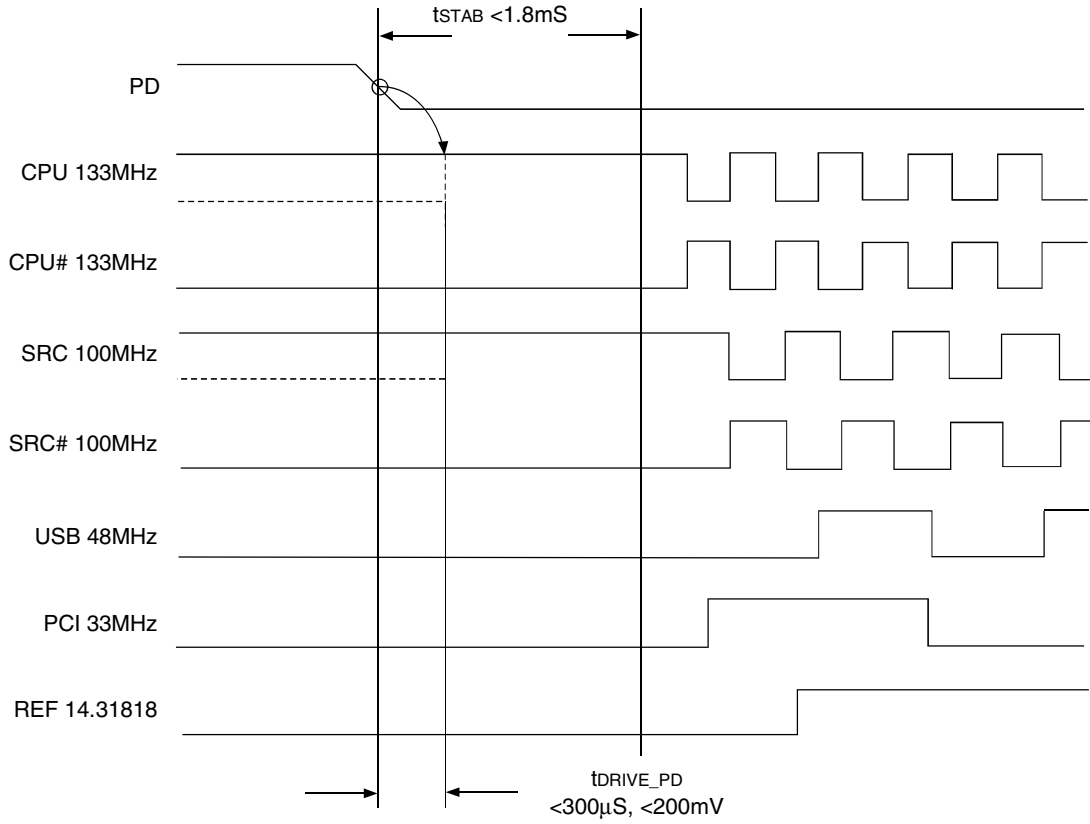 tSTAB <1.8mS
PD
CPU 133MHz
CPU# 133MHz
SRC 100MHz
SRC# 100MHz
USB 48MHz
PCI 33MHz
REF 14.31818
tDRIVE_PD
<300μS, <200mV